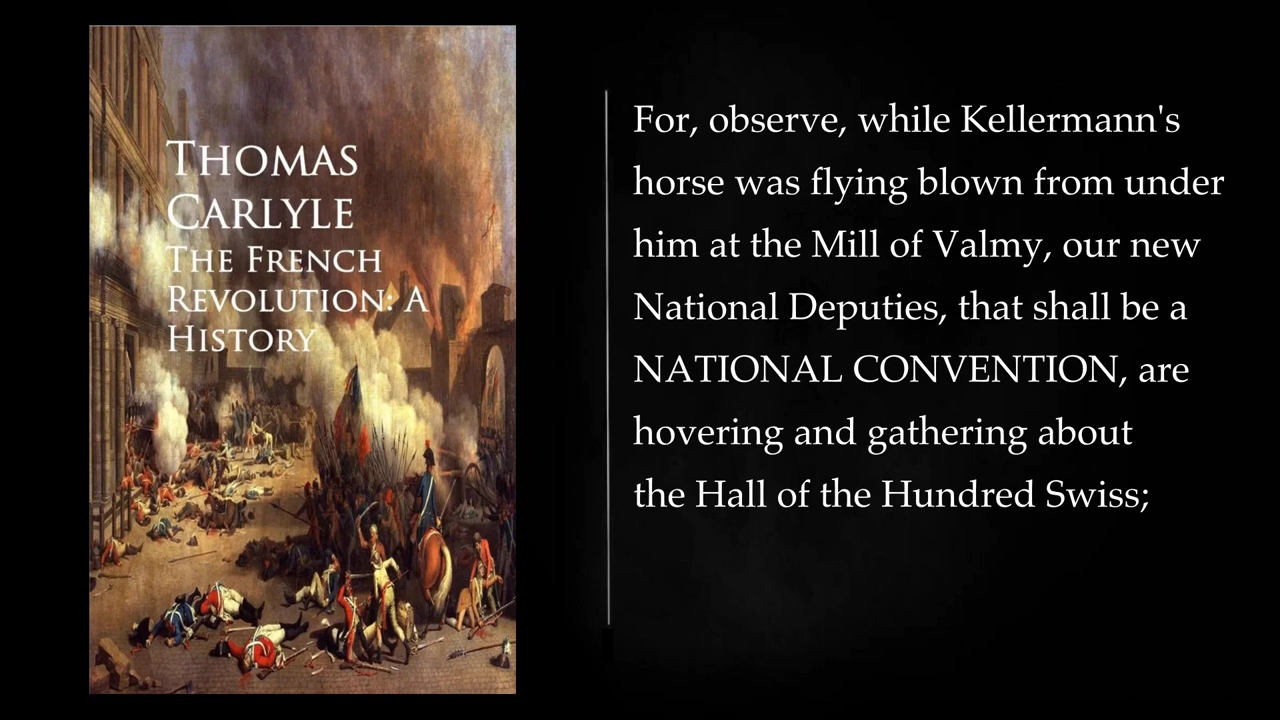 THOMAS
CARLYLE
THE FRENCH
REVOLUTION: A
HISTORY
For, observe, while Kellermann's
horse was flying blown from under
him at the Mill of Valmy, our new
National Deputies, that shall be a
NATIONAL CONVENTION, are
hovering and gathering about
the Hall of the Hundred Swiss;